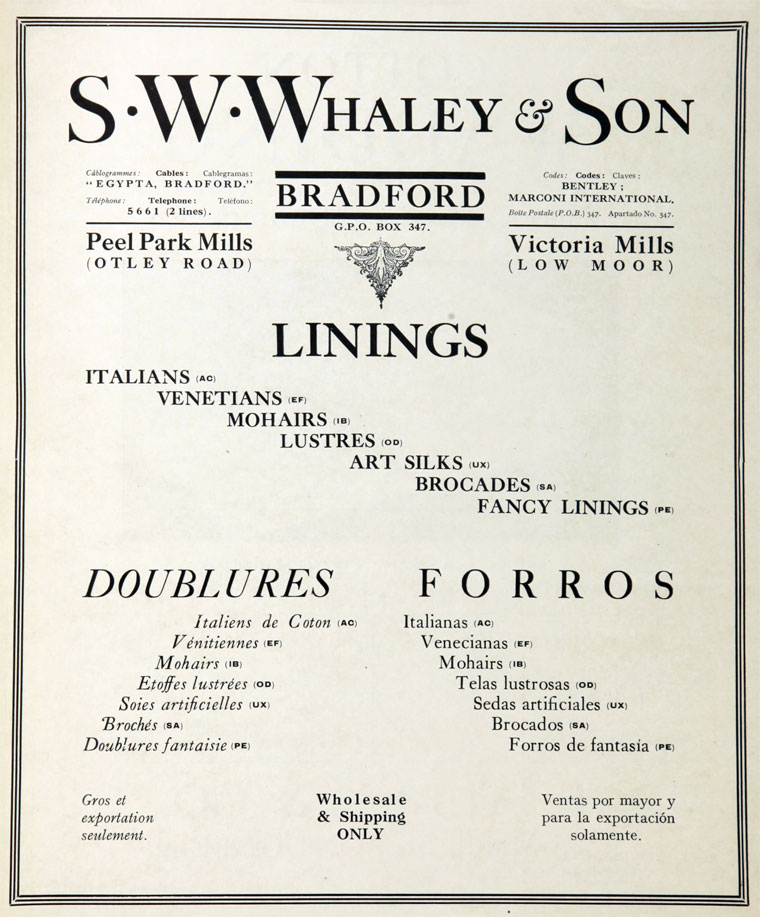 S·W·WHALEY & SON
Câblogrammes: Cables: Cablegramas:
"EGYPTA, BRADFORD."
Téléphone: Telephone: Teléfono:
5661 (2 lines).
Peel Park Mills
(OTLEY ROAD)
BRADFORD
G.P.O. BOX 347.
Codes: Codes: Claves:
BENTLEY;
MARCONI INTERNATIONAL.
Boite Postale (P.O.B.) 347. Apartado No. 347.
Victoria Mills
(LOW MOOR)
LININGS
ITALIANS (AC)
VENETIANS (EF)
MOHAIRS (IB)
LUSTRES (OD)
ART SILKS (UX)
BROCADES (SA)
FANCY LININGS (PE)
DOUBLURES
Italiens de Coton (AC)
Vénitiennes (EF)
Mohairs (IB)
Etoffes lustrées (OD)
Soies artificielles (UX)
Brochés (SA)
Doublures fantaisie (PE)
FORROS
Italianas (AC)
Venecianas (EF)
Mohairs (IB)
Telas lustrosas (OD)
Sedas artificiales (UX)
Brocados (SA)
Forros de fantasía (PE)
Gros et
exportation
seulement.
Wholesale
& Shipping
ONLY
Ventas por mayor y
para la exportación
solamente.